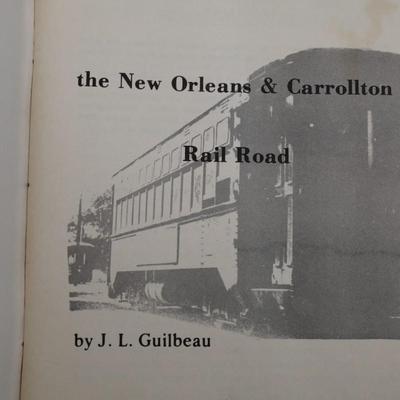 the New Orleans & Carrollton
Rail Road
by J. L. Guilbeau